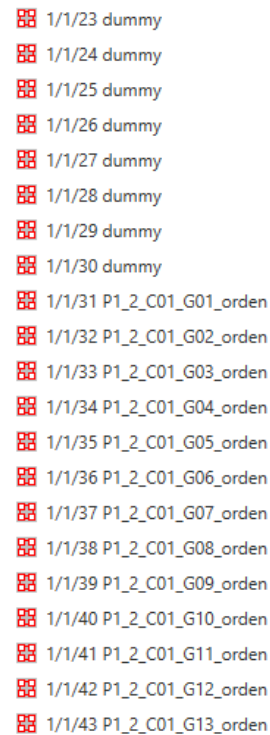 1/1/23 dummy
1/1/24 dummy
1/1/25 dummy
1/1/26 dummy
1/1/27 dummy
1/1/28 dummy
1/1/29 dummy
1/1/30 dummy
1/1/31 P1_2_C01_G01_orden
1/1/32 P1_2_C01_G02_orden
1/1/33 P1_2_C01_G03_orden
1/1/34 P1_2_C01_G04_orden
1/1/35 P1_2_C01_G05_orden
1/1/36 P1_2_C01_G06_orden
1/1/37 P1_2_C01_G07_orden
1/1/38 P1_2_C01_G08_orden
1/1/39 P1_2_C01_G09_orden
1/1/40 P1_2_C01_G10_orden
1/1/41 P1_2_C01_G11_orden
1/1/42 P1_2_C01_G12_orden
1/1/43 P1_2_C01_G13_orden